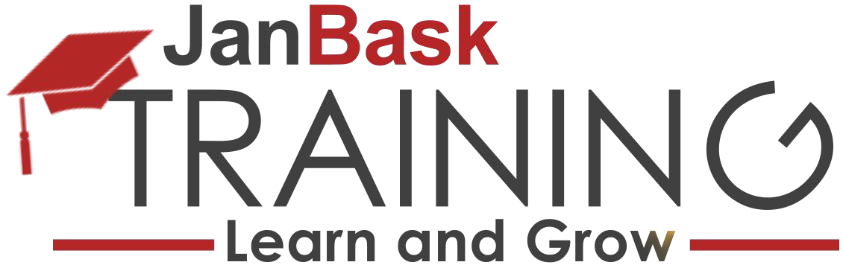 JanBask
TRAINING
Learn and Grow